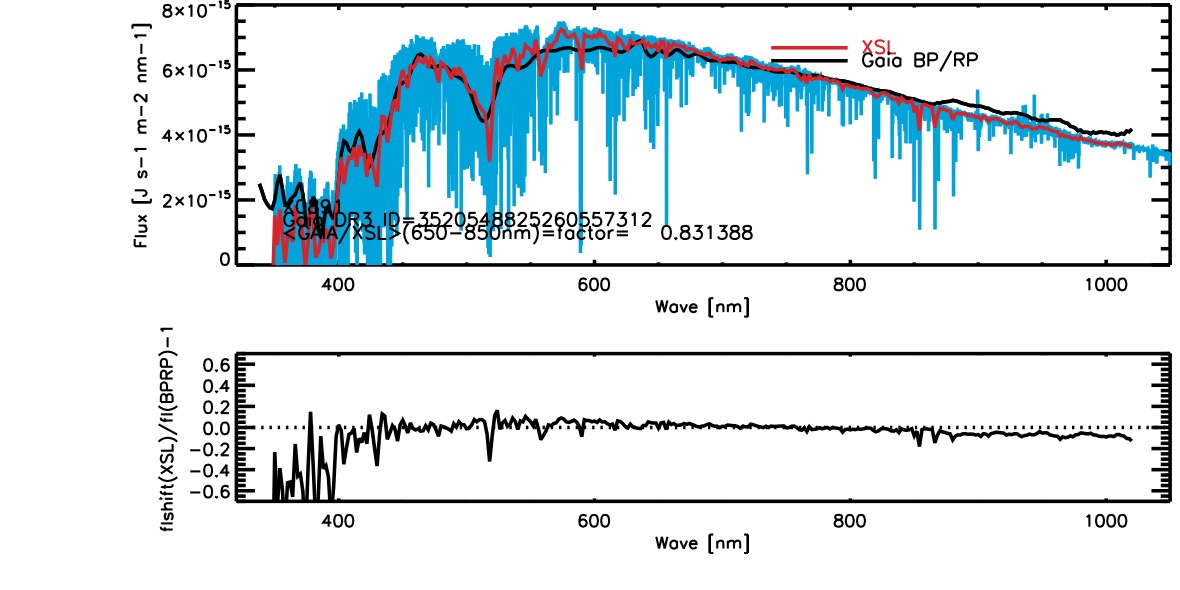 8×10⁻¹⁵
6×10⁻¹⁵
4×10⁻¹⁵
2×10⁻¹⁵
0
Flux [J s−1 m−2 nm−1]
XSL
Gaia BP/RP
Gaia DR3 ID=3520548825260557312
<GAIA/XSL>(650−850nm)=factor= 0.831388
400 600 800 1000
Wave [nm]
0.6
0.4
0.2
0.0
−0.2
−0.4
−0.6
flshift(XSL)/fl(BPRP)−1
400 600 800 1000
Wave [nm]